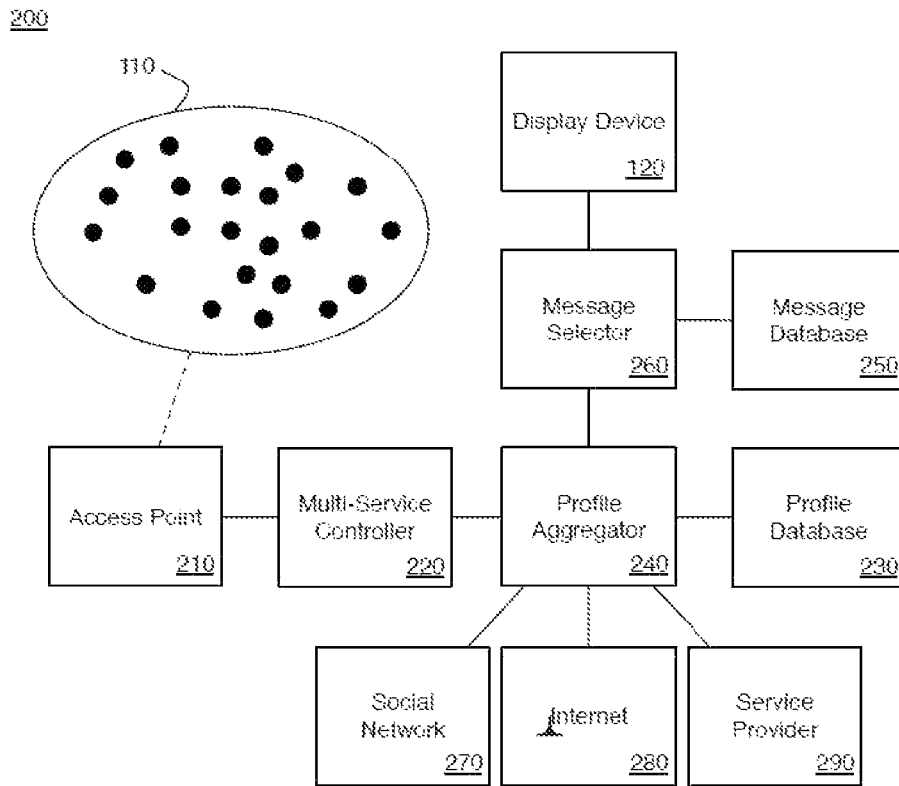 200
110
Display Device
120
Message
Selector
260
Message
Database
250
Access Point
210
Multi-Service
Controller
220
Profile
Aggregator
240
Profile
Database
230
Social
Network
270
Internet
280
Service
Provider
290